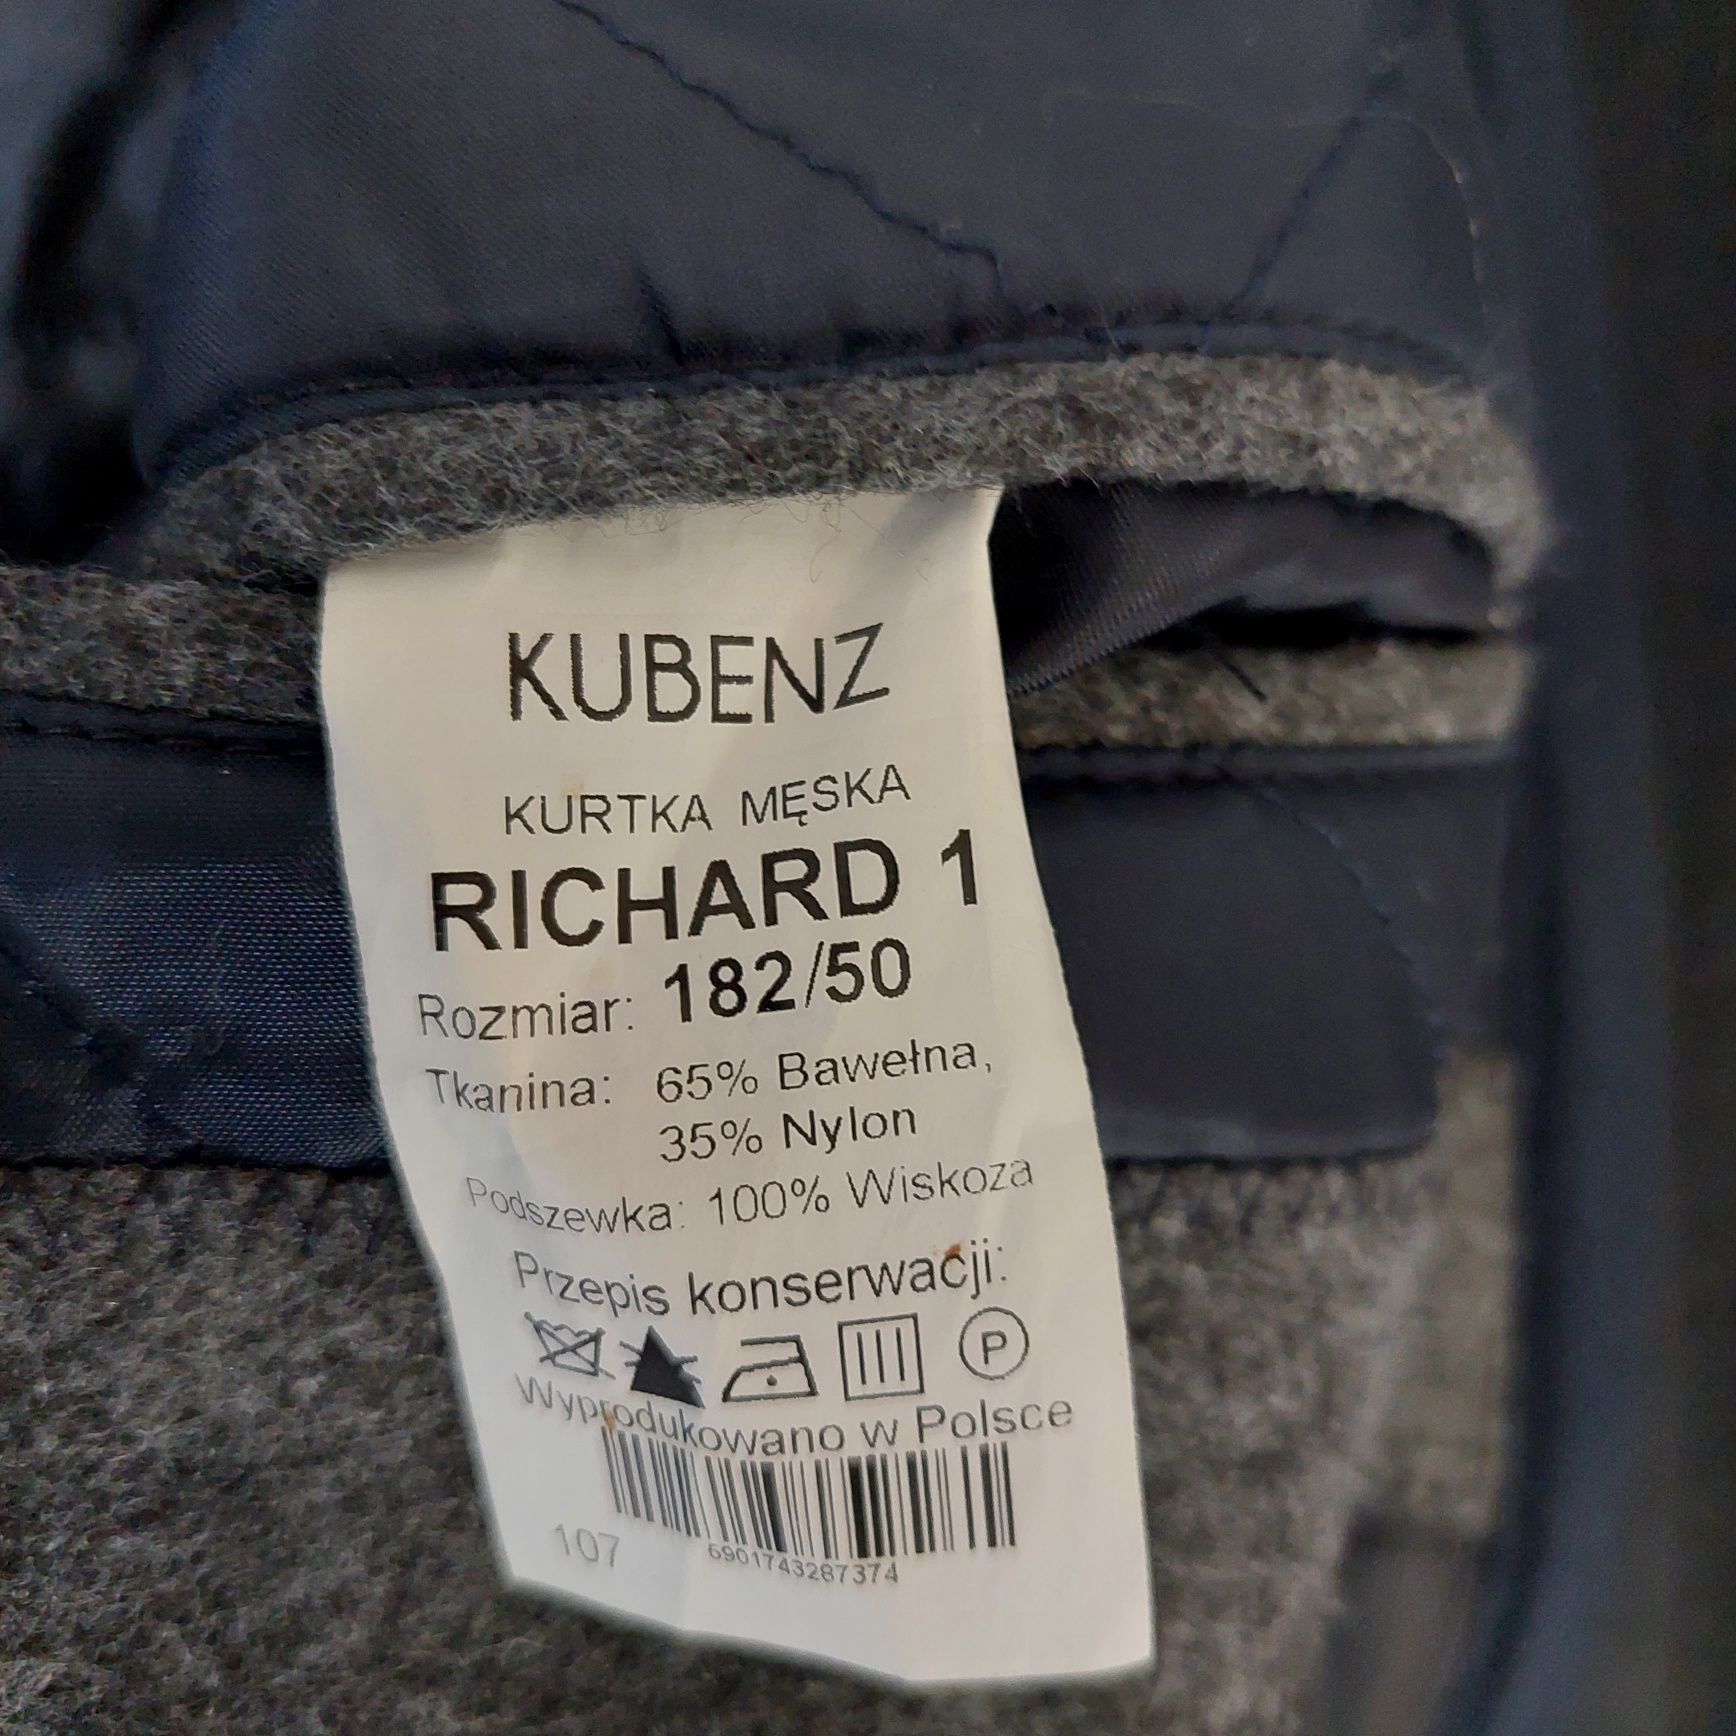 KUBENZ
KURTKA MĘSKA
RICHARD 1
Rozmiar: 182/50
Tkanina: 65% Bawełna,
35% Nylon
Podszewka: 100% Wiskoza
Przepis konserwacji:
P
Wyprodukowano w Polsce
107
5901743287374